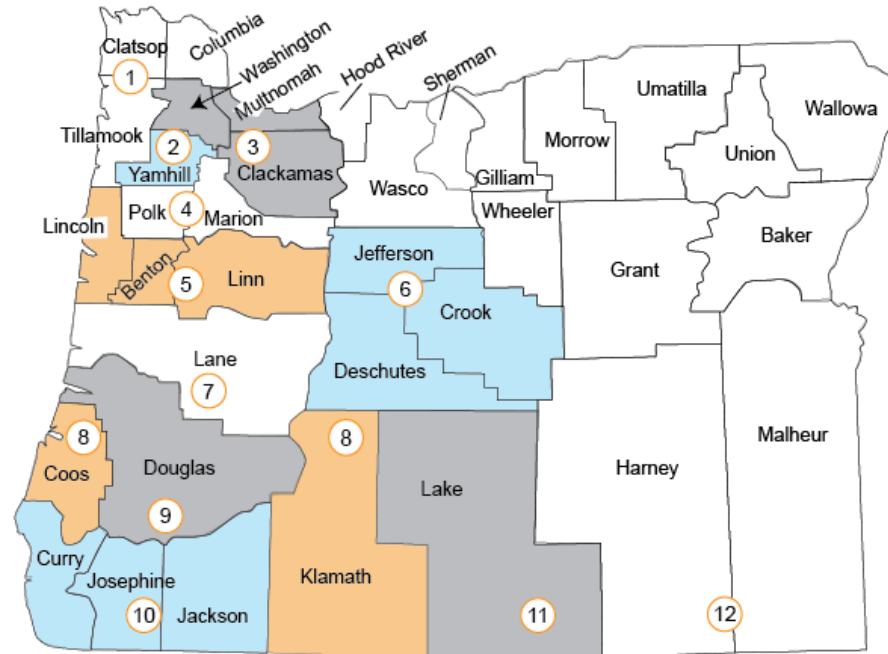 Clatsop
Columbia
Washington
Multnomah
Hood River
Sherman
Umatilla
Wallowa
1
Tillamook
2
Yamhill
3
Clackamas
Wasco
Gilliam
Morrow
Union
Lincoln
Polk
4
Marion
Wheeler
Baker
Benton
5
Linn
Jefferson
6
Crook
Grant
Lane
7
Deschutes
8
Coos
Douglas
9
8
Klamath
Lake
11
Harney
Malheur
12
Curry
Josephine
10
Jackson